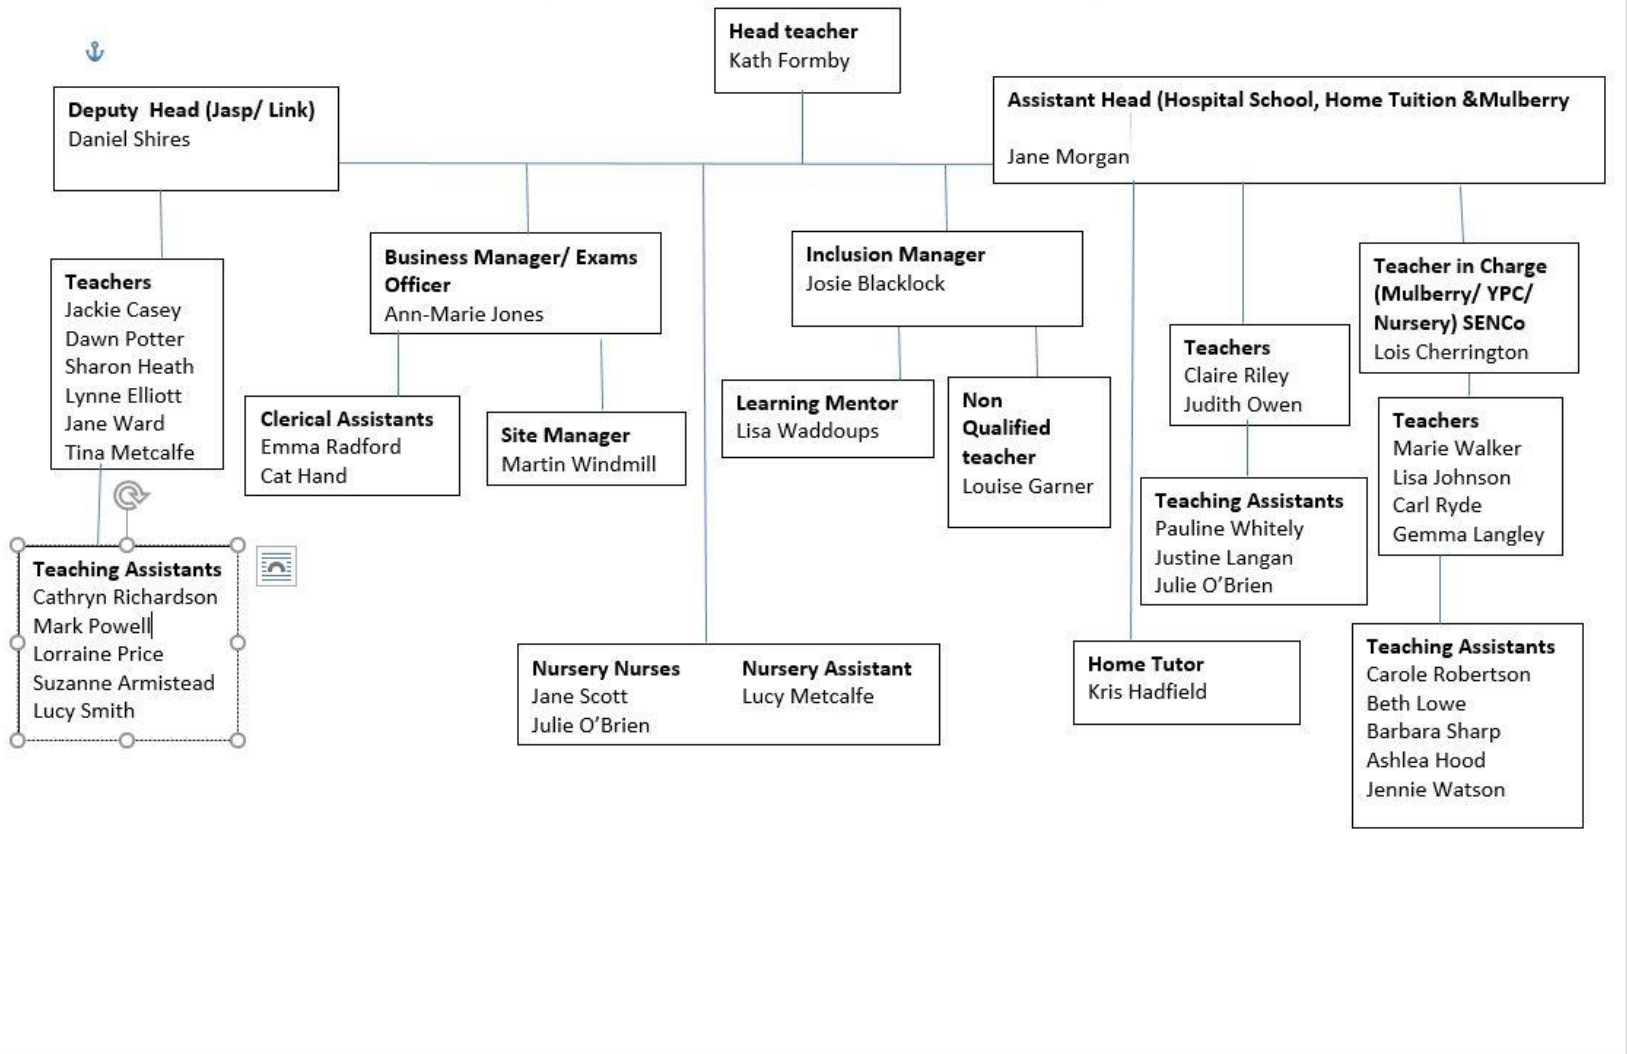 Head teacher
Kath Formby
Deputy  Head (Jasp/ Link)
Daniel Shires
Assistant Head (Hospital School, Home Tuition &Mulberry
Jane Morgan
Teachers
Jackie Casey
Dawn Potter
Sharon Heath
Lynne Elliott
Jane Ward
Tina Metcalfe
Business Manager/ Exams
Officer
Ann-Marie Jones
Inclusion Manager
Josie Blacklock
Teacher in Charge
(Mulberry/ YPC/
Nursery) SENCo
Lois Cherrington
Teachers
Claire Riley
Judith Owen
Clerical Assistants
Emma Radford
Cat Hand
Site Manager
Martin Windmill
Learning Mentor
Lisa Waddoups
Non
Qualified
teacher
Louise Garner
Teachers
Marie Walker
Lisa Johnson
Carl Ryde
Gemma Langley
Teaching Assistants
Pauline Whitely
Justine Langan
Julie O’Brien
Teaching Assistants
Cathryn Richardson
Mark Powell
Lorraine Price
Suzanne Armistead
Lucy Smith
Nursery Nurses
Jane Scott
Julie O’Brien
Nursery Assistant
Lucy Metcalfe
Home Tutor
Kris Hadfield
Teaching Assistants
Carole Robertson
Beth Lowe
Barbara Sharp
Ashlea Hood
Jennie Watson